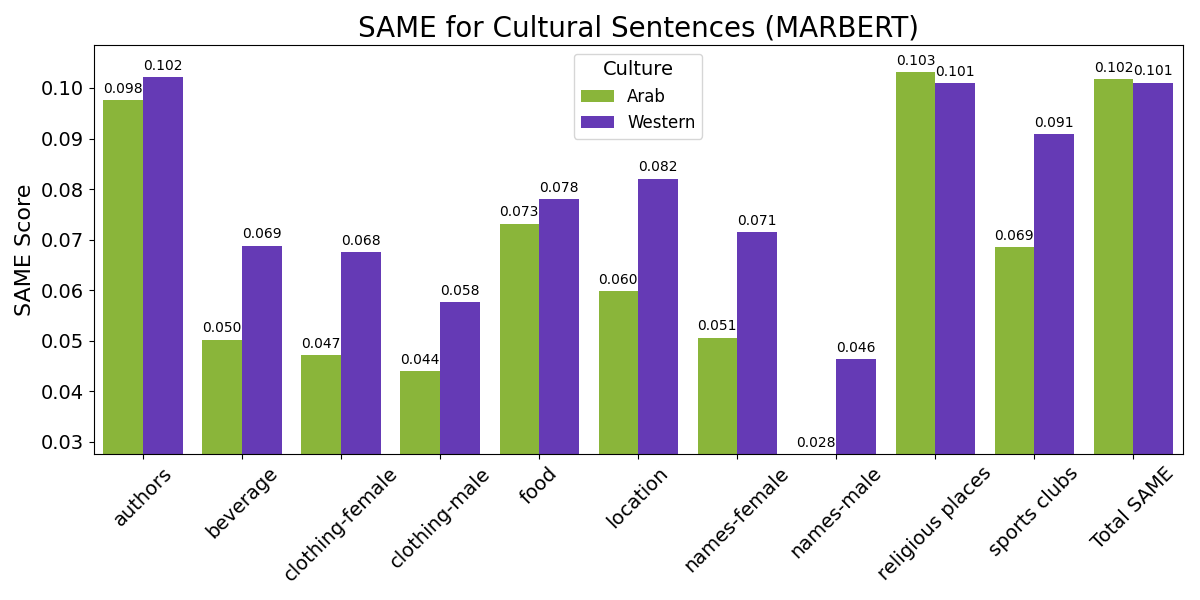 SAME for Cultural Sentences (MARBERT)
SAME Score
0.10
0.09
0.08
0.07
0.06
0.05
0.04
0.03
Culture
Arab
Western
0.098 0.102
0.050 0.069
0.047 0.068
0.044 0.058
0.073 0.078
0.060 0.082
0.051 0.071
0.028 0.046
0.103 0.101
0.069 0.091
0.102 0.101
authors
beverage
clothing-female
clothing-male
food
location
names-female
names-male
religious places
sports clubs
Total SAME